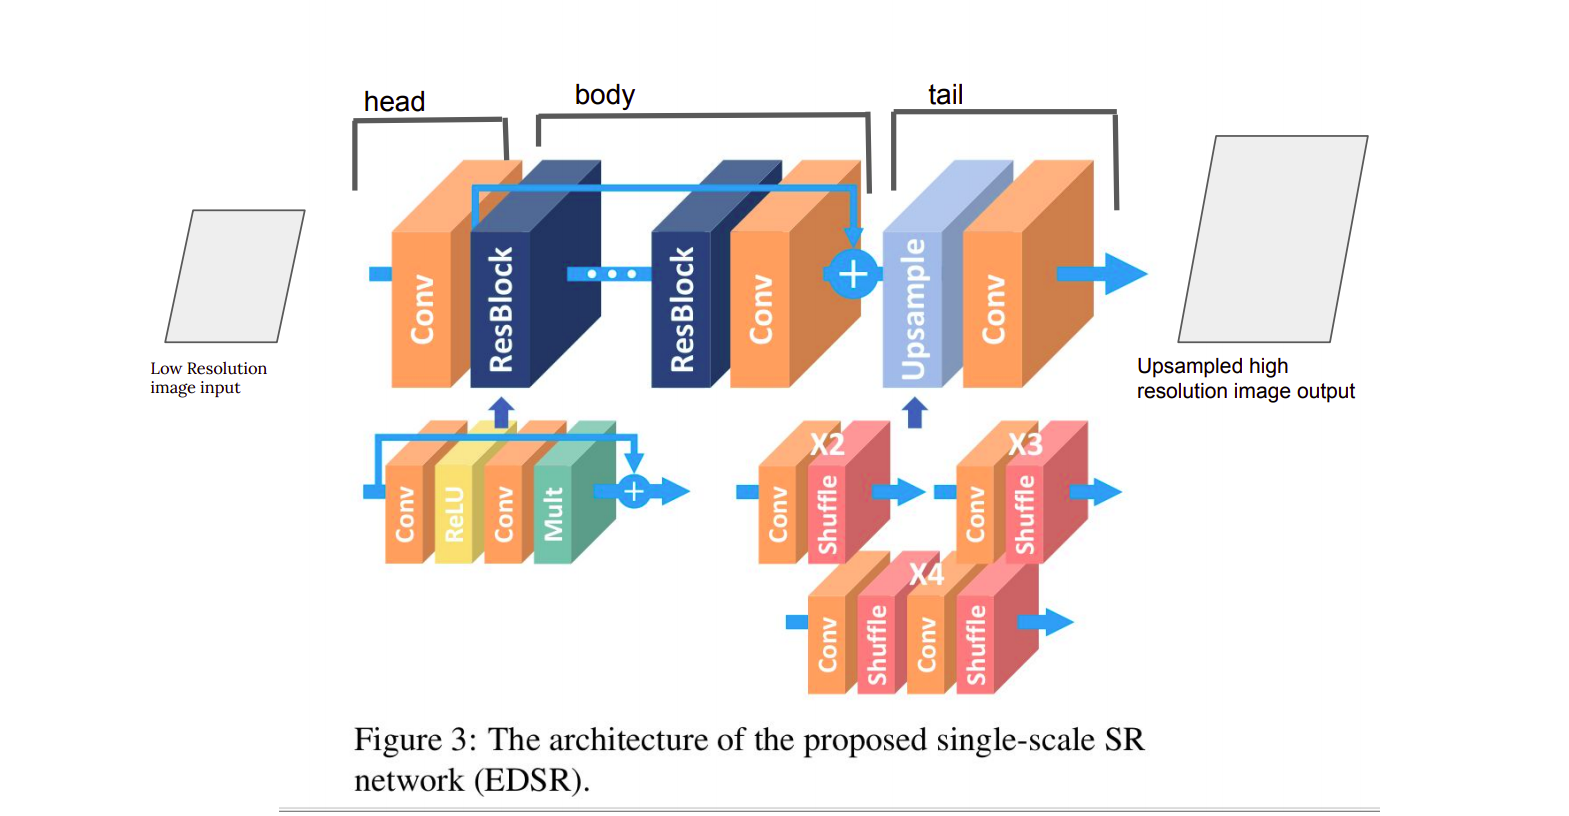 head
body
tail
Conv
ResBlock
ResBlock
Conv
Upsample
Conv
Low Resolution
image input
Upsampled high
resolution image output
Conv
ReLU
Conv
Mult
X2
Conv
Shuffle
X3
Conv
Shuffle
X4
Conv
Shuffle
Conv
Shuffle
Figure 3: The architecture of the proposed single-scale SR
network (EDSR).